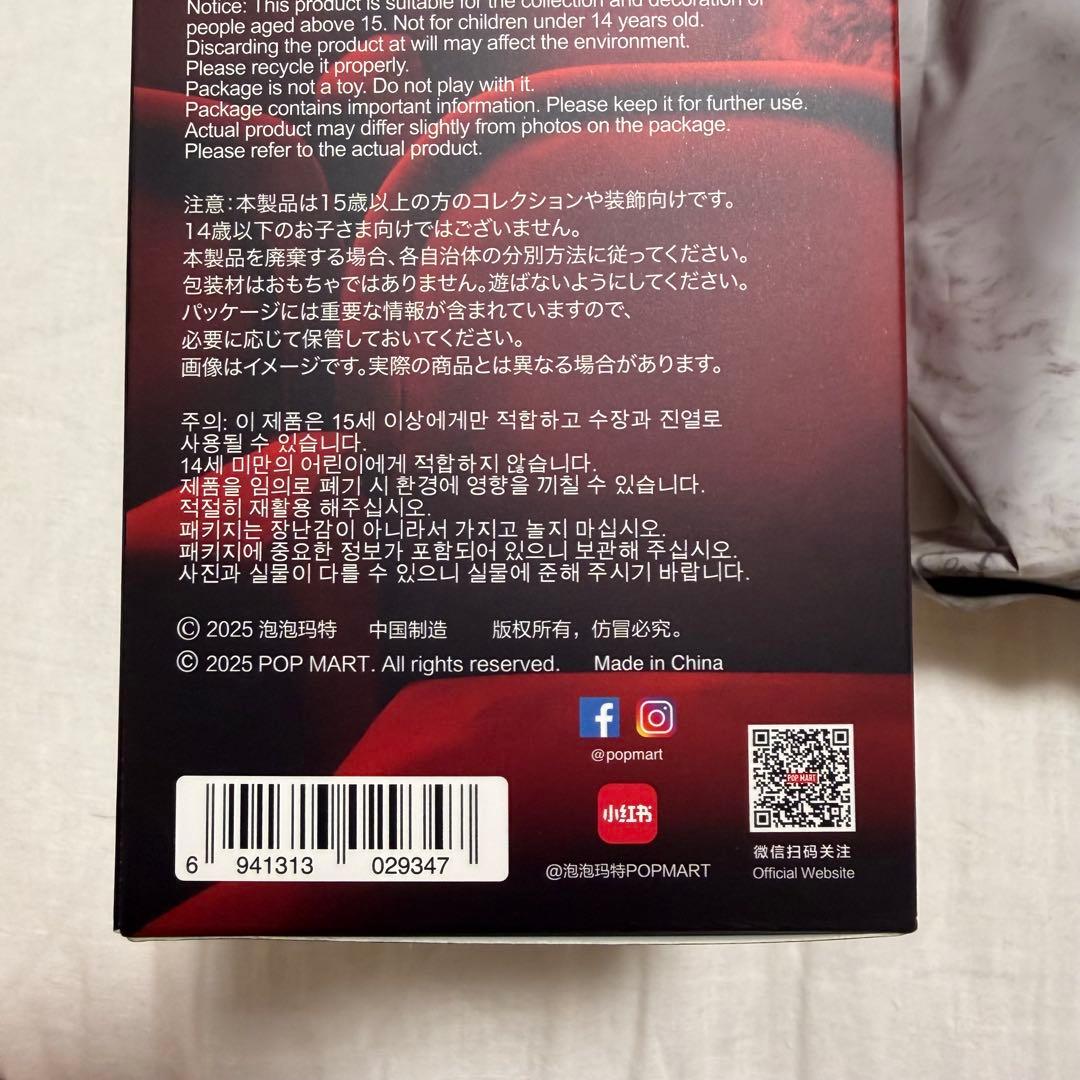 Notice: This product is suitable for the collection and decoration of
people aged above 15. Not for children under 14 years old.
Discarding the product at will may affect the environment.
Please recycle it properly.
Package is not a toy. Do not play with it.
Package contains important information. Please keep it for further use.
Actual product may differ slightly from photos on the package.
Please refer to the actual product.
注意:本製品は15歳以上の方のコレクションや装飾向けです。
14歳以下のお子さま向けではございません。
本製品を廃棄する場合、各自治体の分別方法に従ってください。
包装材はおもちゃではありません。遊ばないようにしてください。
パッケージには重要な情報が含まれていますので、
必要に応じて保管しておいてください。
画像はイメージです。実際の商品とは異なる場合があります。
주의: 이 제품은 15세 이상에게만 적합하고 수장과 진열로
사용될 수 있습니다.
14세 미만의 어린이에게 적합하지 않습니다.
제품을 임의로 폐기 시 환경에 영향을 끼칠 수 있습니다.
적절히 재활용 해주십시오.
패키지는 장난감이 아니라서 가지고 놀지 마십시오.
패키지에 중요한 정보가 포함되어 있으니 보관해 주십시오.
사진과 실물이 다를 수 있으니 실물에 준해 주시기 바랍니다.
© 2025 泡泡玛特 中国制造 版权所有，仿冒必究。
© 2025 POP MART. All rights reserved. Made in China
@popmart
POP MART
小红书
6 941313 029347
@泡泡玛特POPMART
微信扫码关注
Official Website